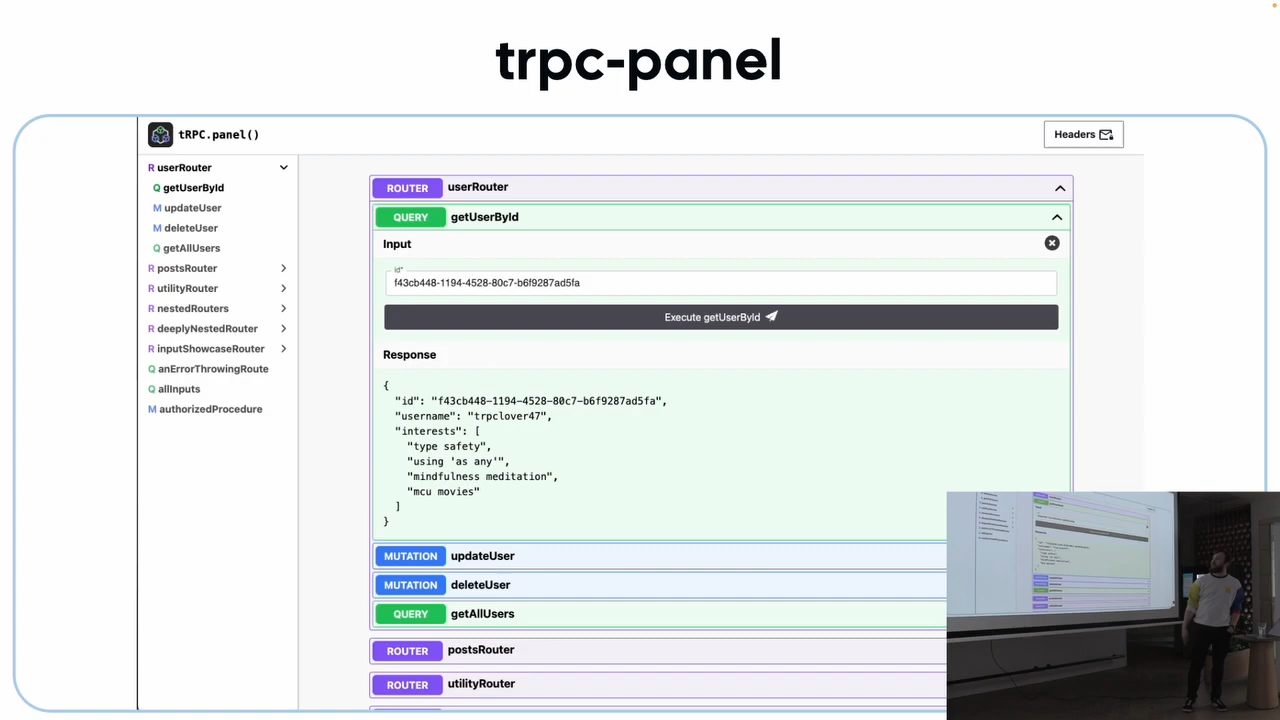 trpc-panel
tRPC.panel()
Headers
R userRouter
Q getUserById
M updateUser
M deleteUser
Q getAllUsers
R postsRouter
R utilityRouter
R nestedRouters
R deeplyNestedRouter
R inputShowcaseRouter
Q anErrorThrowingRoute
Q allInputs
M authorizedProcedure
ROUTER userRouter
QUERY getUserById
Input
id*
f43cb448-1194-4528-80c7-b6f9287ad5fa
Execute getUserById
Response
{
"id": "f43cb448-1194-4528-80c7-b6f9287ad5fa",
"username": "trpclover47",
"interests": [
"type safety",
"using 'as any'",
"mindfulness meditation",
"mcu movies"
]
}
MUTATION updateUser
MUTATION deleteUser
QUERY getAllUsers
ROUTER postsRouter
ROUTER utilityRouter